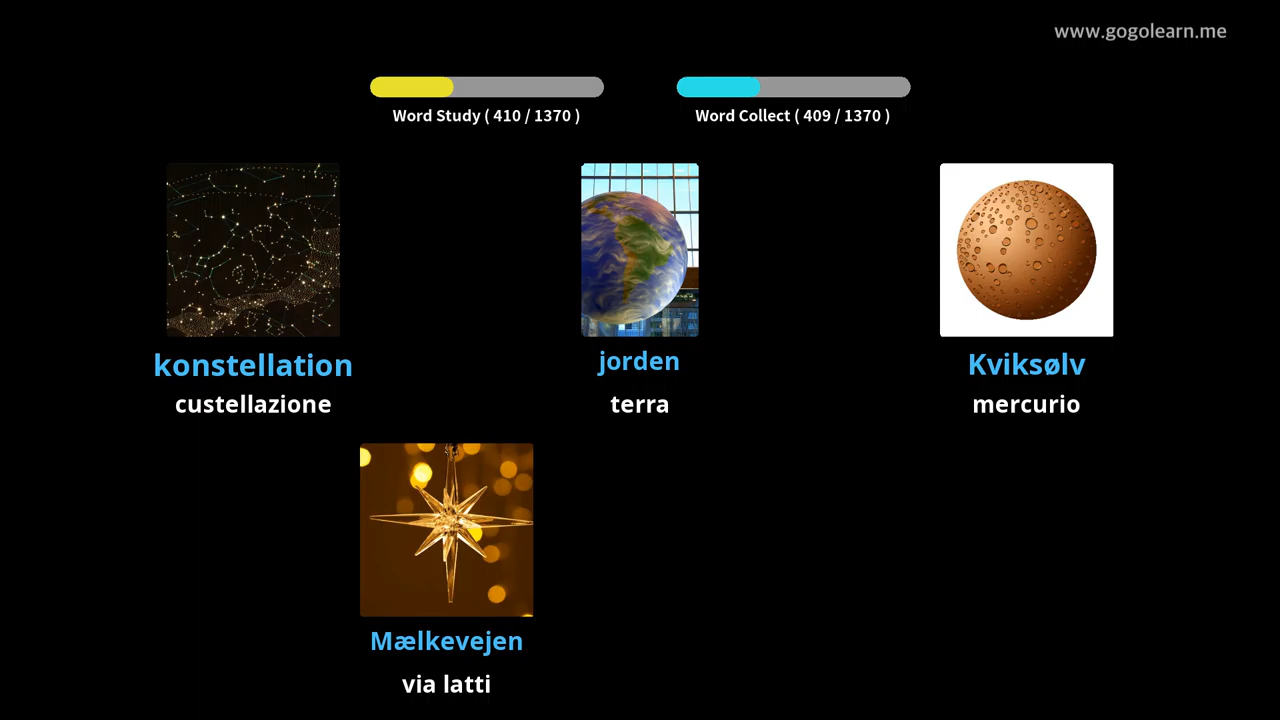 www.gogolearn.me
Word Study ( 410 / 1370 )
Word Collect ( 409 / 1370 )
konstellation
custellazione
jorden
terra
Kviksølv
mercurio
Mælkevejen
via latti